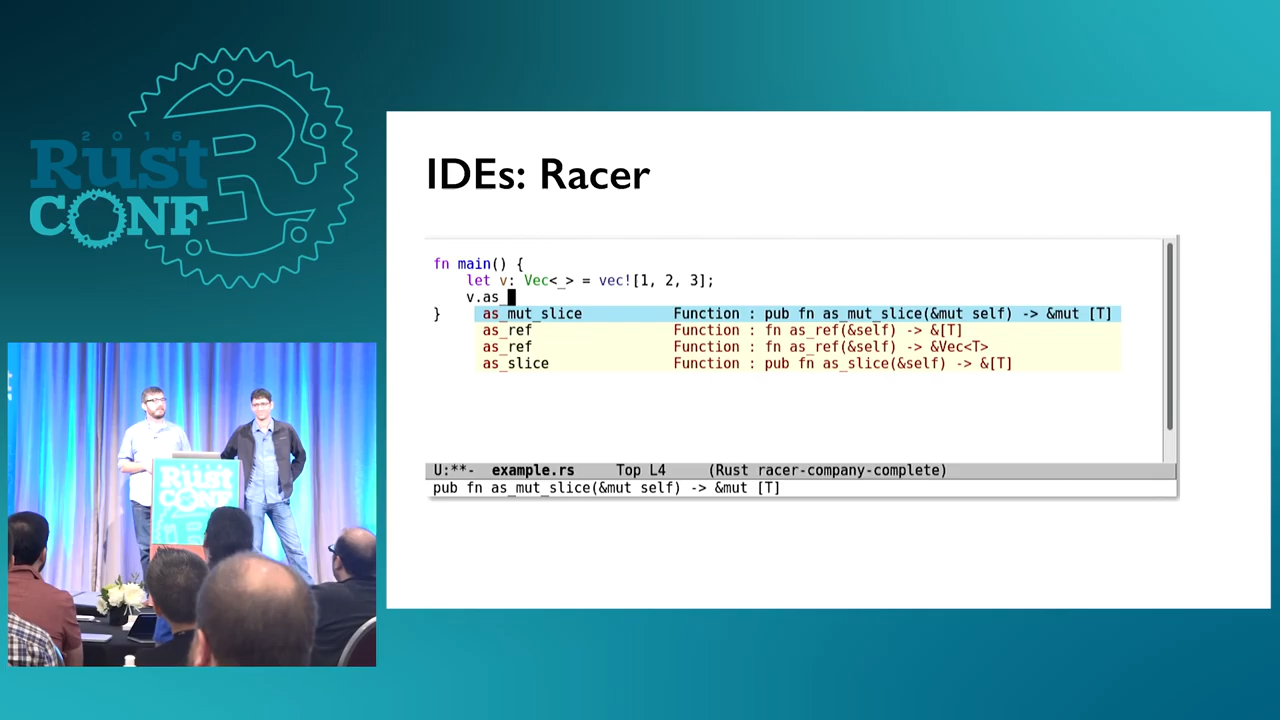 2016
Rust
CONF
IDEs: Racer
fn main() {
let v: Vec<_> = vec![1, 2, 3];
v.as_
} as_mut_slice Function : pub fn as_mut_slice(&mut self) -> &mut [T]
as_ref Function : fn as_ref(&self) -> &[T]
as_ref Function : fn as_ref(&self) -> &Vec<T>
as_slice Function : pub fn as_slice(&self) -> &[T]
U:**- example.rs Top L4 (Rust racer-company-complete)
pub fn as_mut_slice(&mut self) -> &mut [T]
RUST
CONF